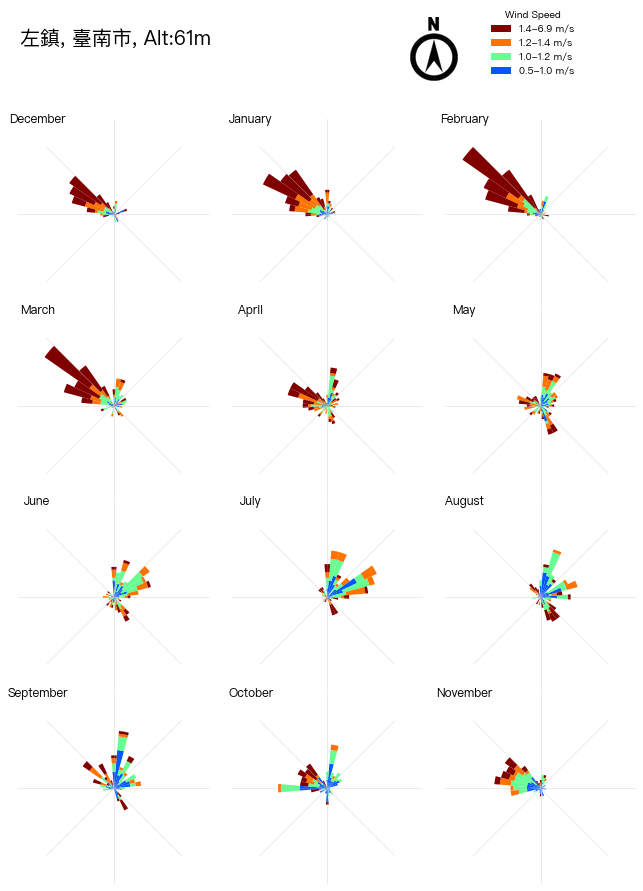 左鎮, 臺南市, Alt:61m
N
Wind Speed
1.4–6.9 m/s
1.2–1.4 m/s
1.0–1.2 m/s
0.5–1.0 m/s
December
January
February
March
April
May
June
July
August
September
October
November